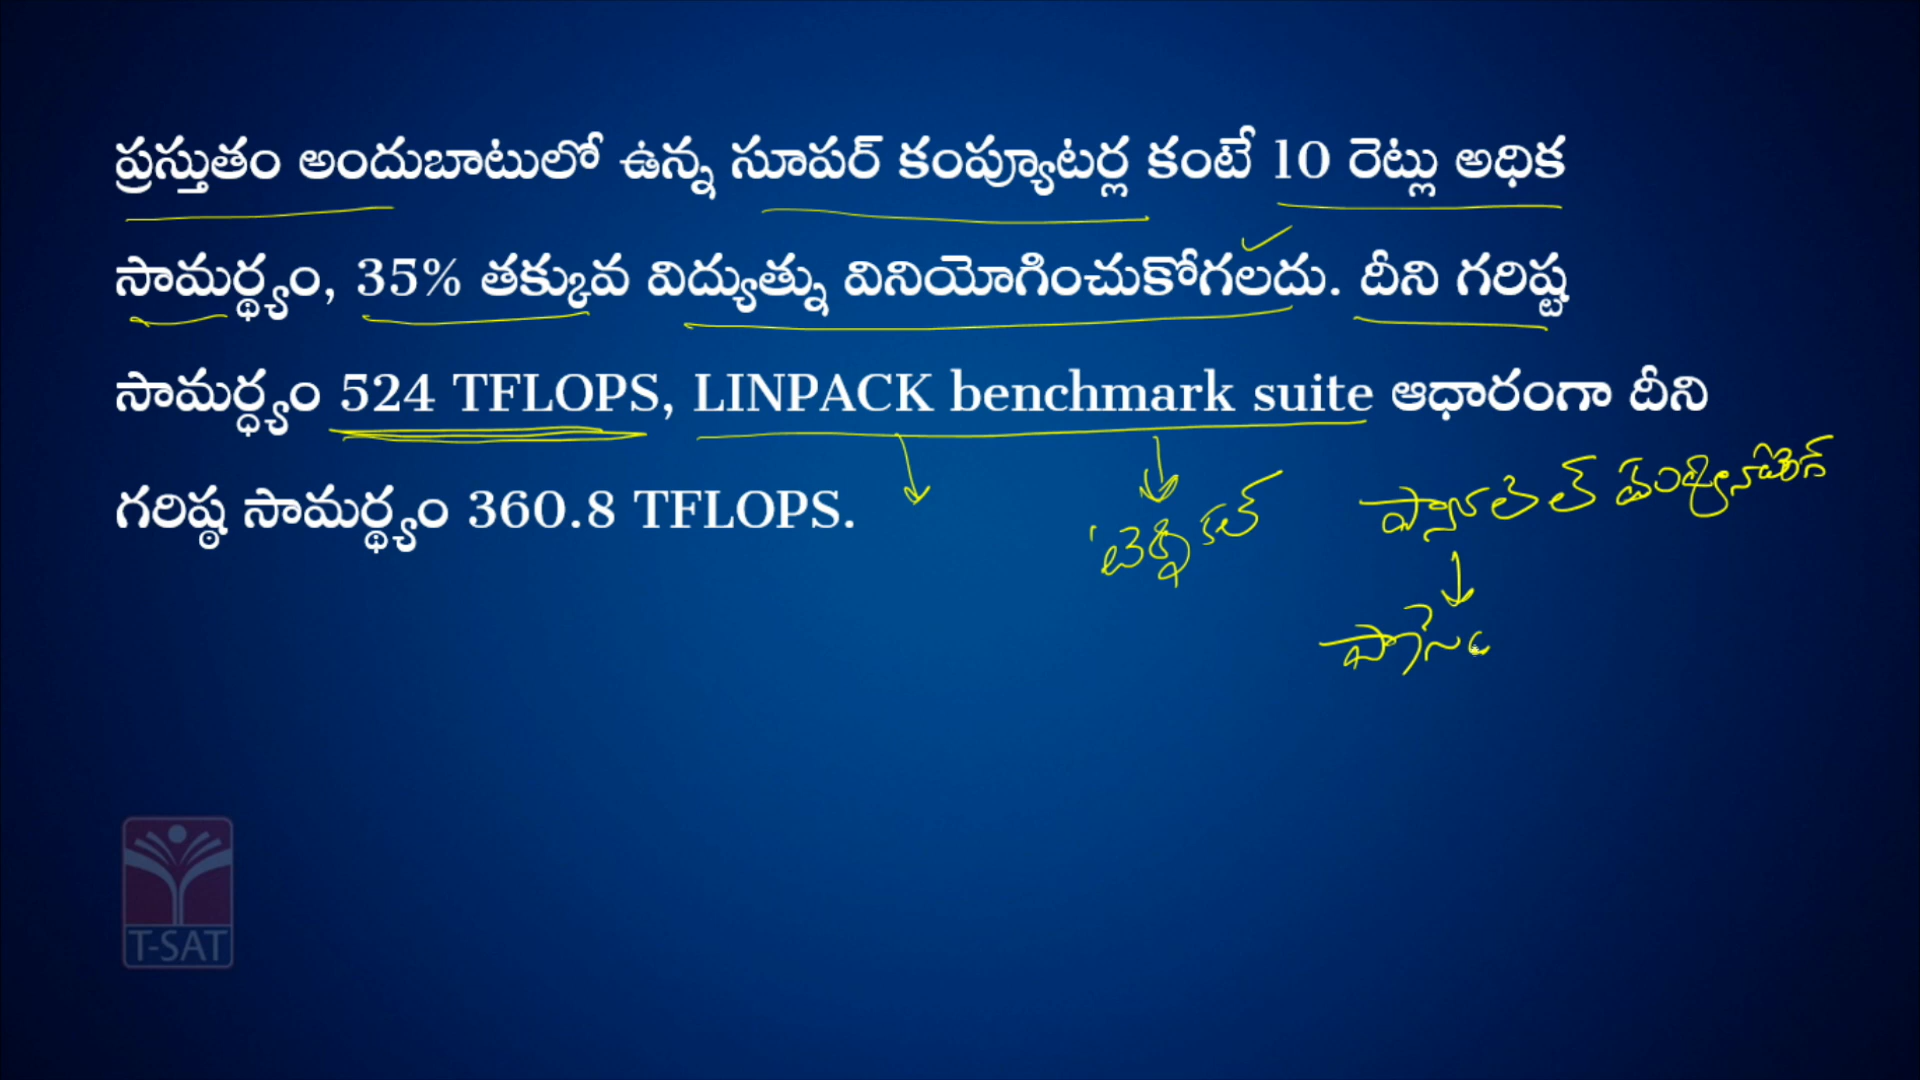 ప్రస్తుతం అందుబాటులో ఉన్న సూపర్ కంప్యూటర్ల కంటే 10 రెట్లు అధిక
సామర్థ్యం, 35% తక్కువ విద్యుత్ను వినియోగించుకోగలదు. దీని గరిష్ట
సామర్ధ్యం 524 TFLOPS, LINPACK benchmark suite ఆధారంగా దీని
గరిష్ఠ సామర్థ్యం 360.8 TFLOPS.
T-SAT